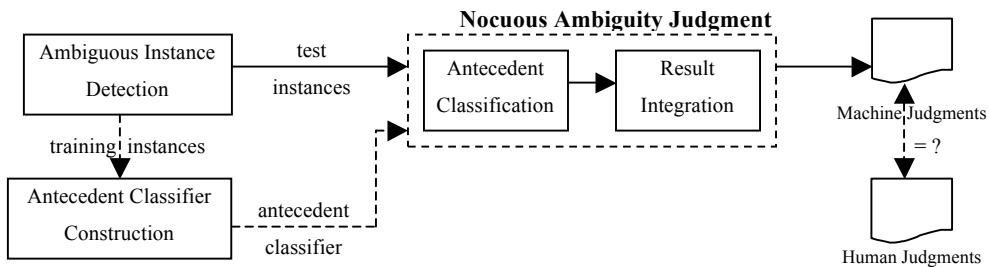 Nocuous Ambiguity Judgment
Ambiguous Instance
Detection
test
instances
Antecedent
Classification
Result
Integration
Machine Judgments
training instances
= ?
Antecedent Classifier
Construction
antecedent
classifier
Human Judgments